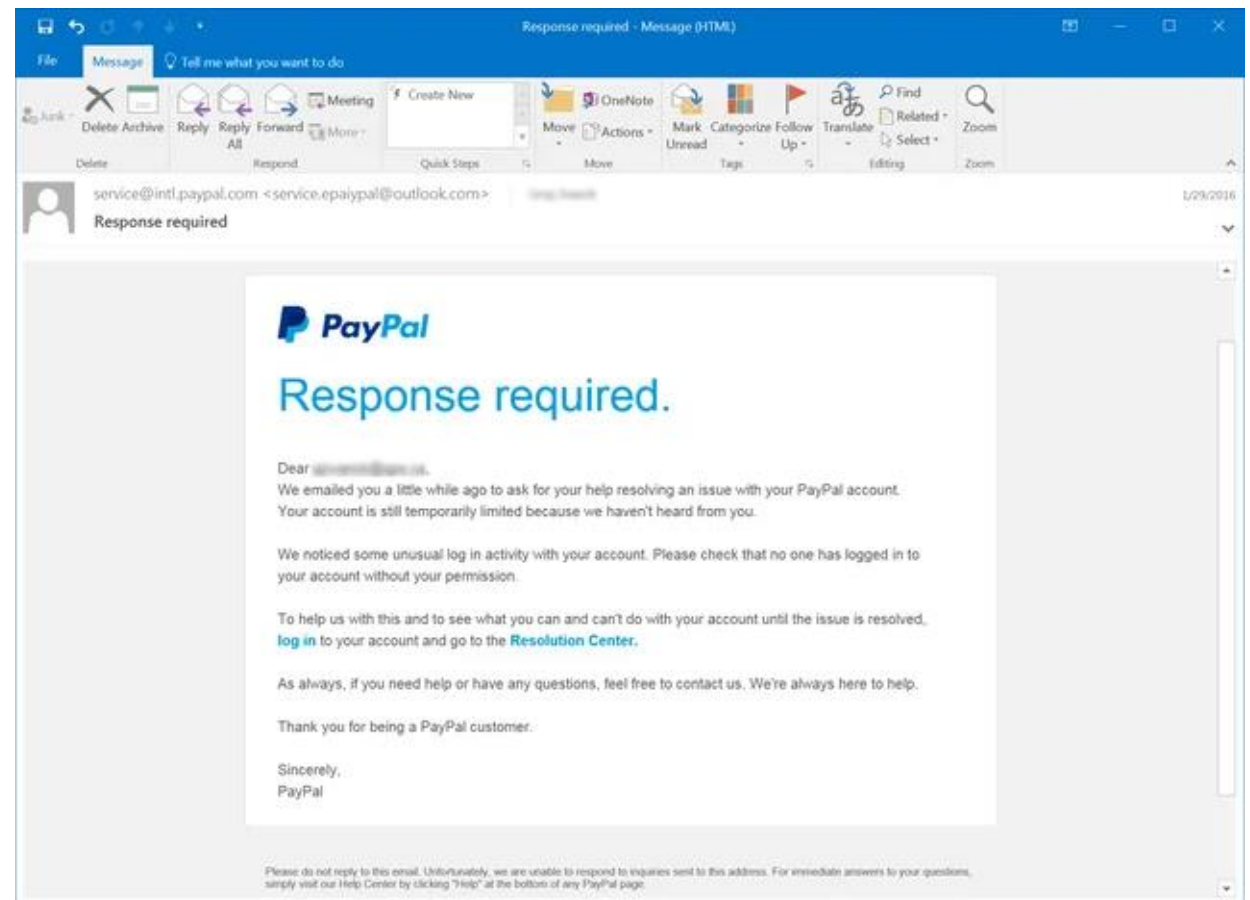 Response required - Message (HTML)
File Message Tell me what you want to do
Junk
Delete Archive
Reply Reply All Forward
Meeting
More
Create New
Move
OneNote
Actions
Mark Unread Categorize Follow Up
Translate
Find
Related
Select
Zoom
Delete Respond Quick Steps Move Tags Editing Zoom
service@intl.paypal.com <service.epaiypal@outlook.com>
1/29/2016
Response required
PayPal
Response required.
Dear
We emailed you a little while ago to ask for your help resolving an issue with your PayPal account.
Your account is still temporarily limited because we haven't heard from you.
We noticed some unusual log in activity with your account. Please check that no one has logged in to
your account without your permission.
To help us with this and to see what you can and can't do with your account until the issue is resolved,
log in to your account and go to the Resolution Center.
As always, if you need help or have any questions, feel free to contact us. We're always here to help.
Thank you for being a PayPal customer.
Sincerely,
PayPal
Please do not reply to this email. Unfortunately, we are unable to respond to inquiries sent to this address. For immediate answers to your questions,
simply visit our Help Center by clicking "Help" at the bottom of any PayPal page.